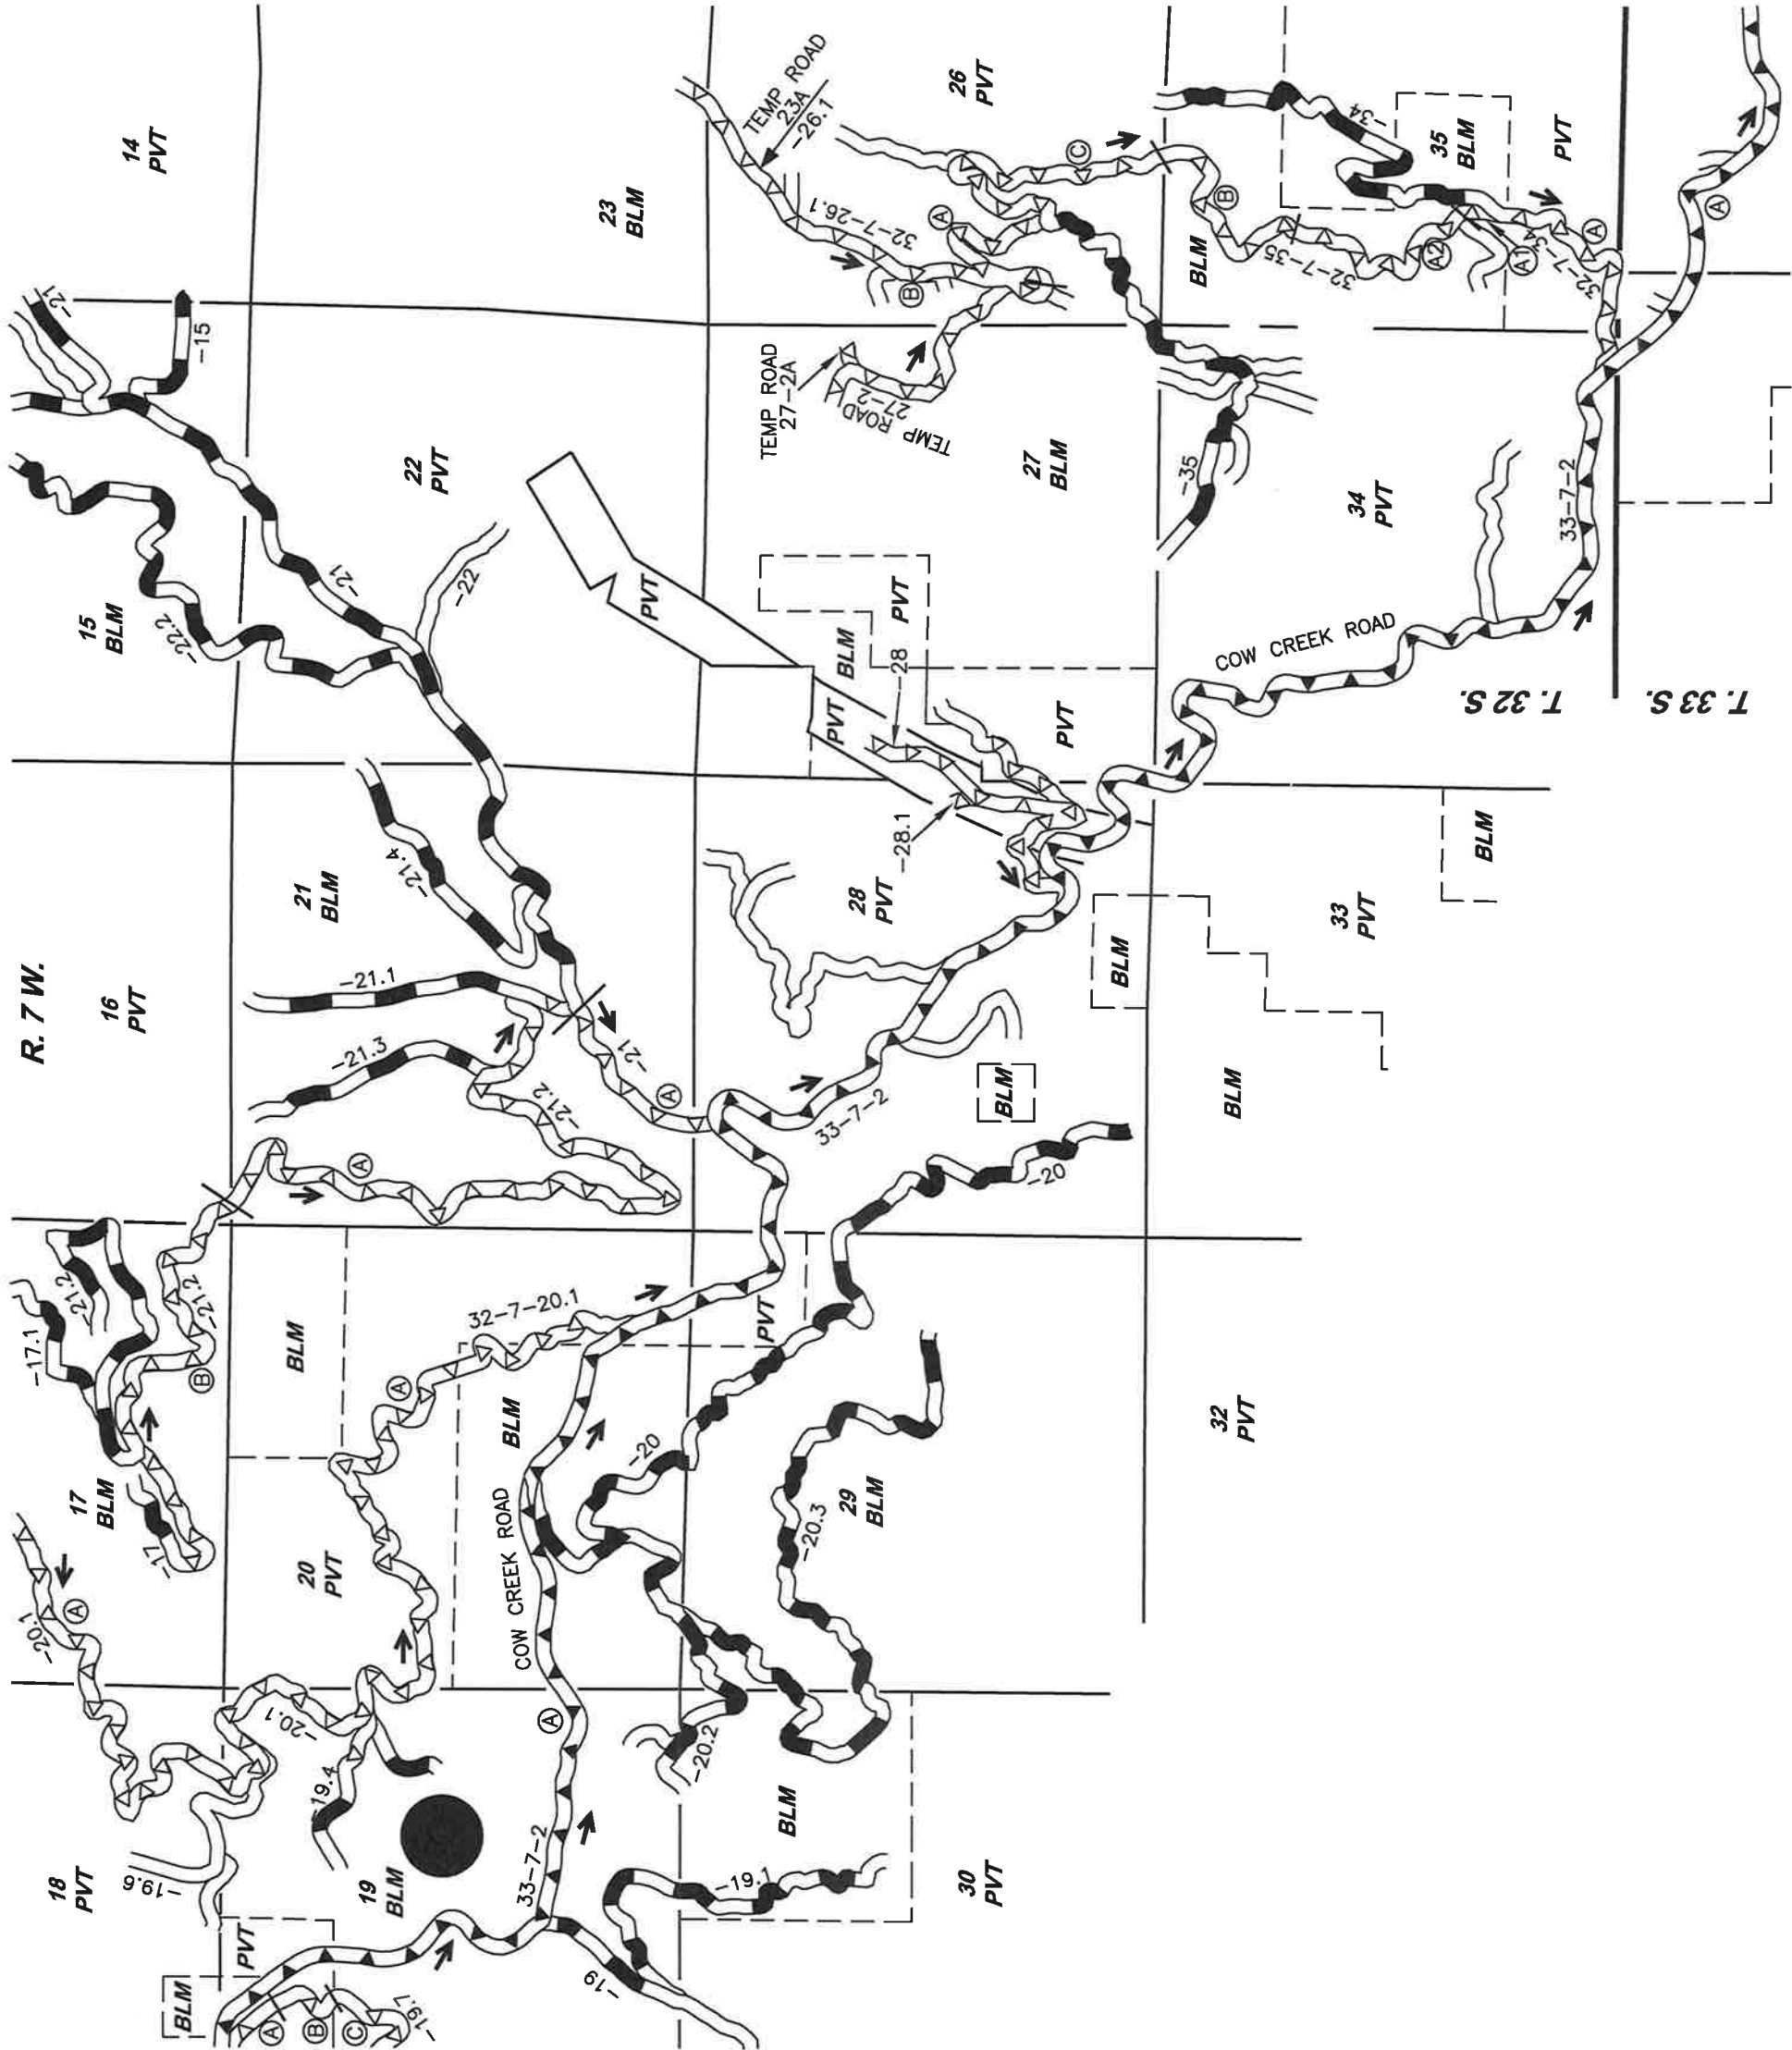 R. 7 W.
14
PVT
15
BLM
16
PVT
17
BLM
18
PVT
-21
-15
-22.2
-21
-17.1
-21.2
-21.2
B
-17
-20.1
A
-19.6
22
PVT
-22
21
BLM
-21.4
-21.1
-21.3
-21.2
-21
A
A
BLM
20
PVT
A
32-7-20.1
-20.1
-19.4
19
BLM
PVT
BLM
A
B
C
-19.7
BLM
COW CREEK ROAD
A
33-7-2
-19
-20
23
BLM
TEMP ROAD
23A
-26.1
32-7-26.1
B
A
26
PVT
C
TEMP ROAD
27-2A
TEMP
ROAD
27-2
27
BLM
PVT
PVT
BLM
PVT
-28
PVT
-28.1
28
PVT
33-7-2
BLM
-20
PVT
29
BLM
-20.3
-20.2
BLM
-19.1
30
PVT
-35
BLM
B
32-7-35
A2
A1
-34
35
BLM
PVT
32-7-34
A
34
PVT
COW CREEK ROAD
33-7-2
A
T. 32 S.
T. 33 S.
BLM
33
PVT
BLM
BLM
32
PVT